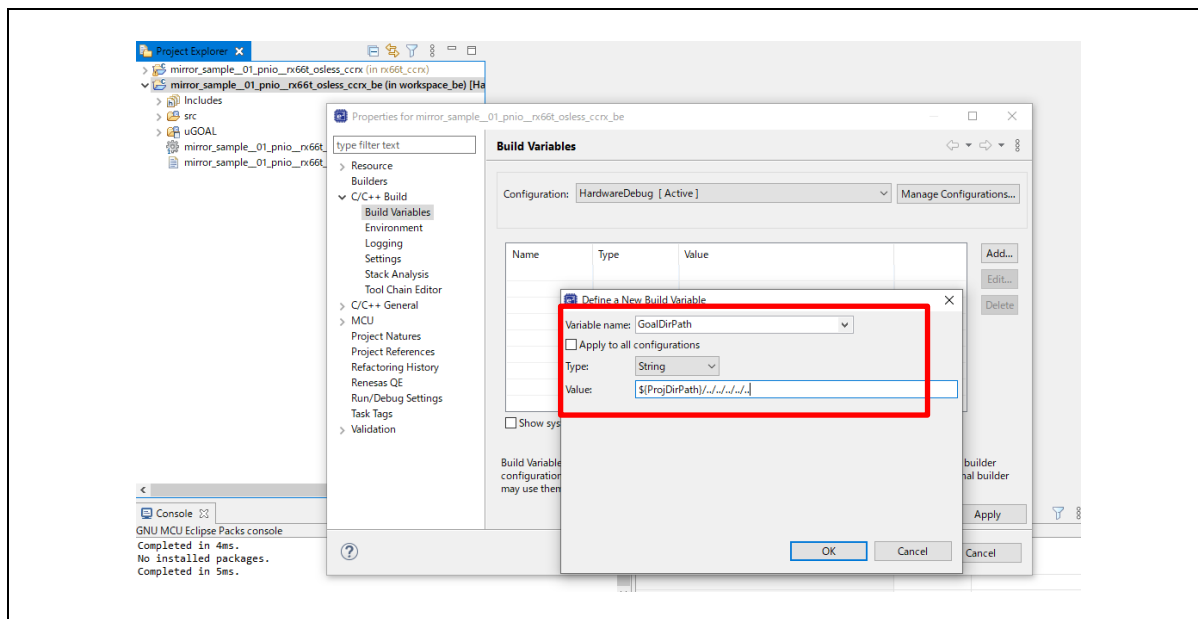 Project Explorer
mirror_sample__01_pnio__rx66t_osless_ccrx (in rx66t_ccrx)
mirror_sample__01_pnio__rx66t_osless_ccrx_be (in workspace_be) [Ha
Includes
src
uGOAL
mirror_sample__01_pnio__rx66t_
mirror_sample__01_pnio__rx66t_
Properties for mirror_sample__01_pnio__rx66t_osless_ccrx_be
type filter text
Resource
Builders
C/C++ Build
Build Variables
Environment
Logging
Settings
Stack Analysis
Tool Chain Editor
C/C++ General
MCU
Project Natures
Project References
Refactoring History
Renesas QE
Run/Debug Settings
Task Tags
Validation
Build Variables
Configuration: HardwareDebug [ Active ] Manage Configurations...
Name Type Value
Add...
Edit...
Delete
Define a New Build Variable
Variable name: GoalDirPath
Apply to all configurations
Type: String
Value: ${ProjDirPath}/../../../../..
Show sys
Build Variable builder
configuration nal builder
may use then
Apply
OK Cancel Cancel
Console
GNU MCU Eclipse Packs console
Completed in 4ms.
No installed packages.
Completed in 5ms.